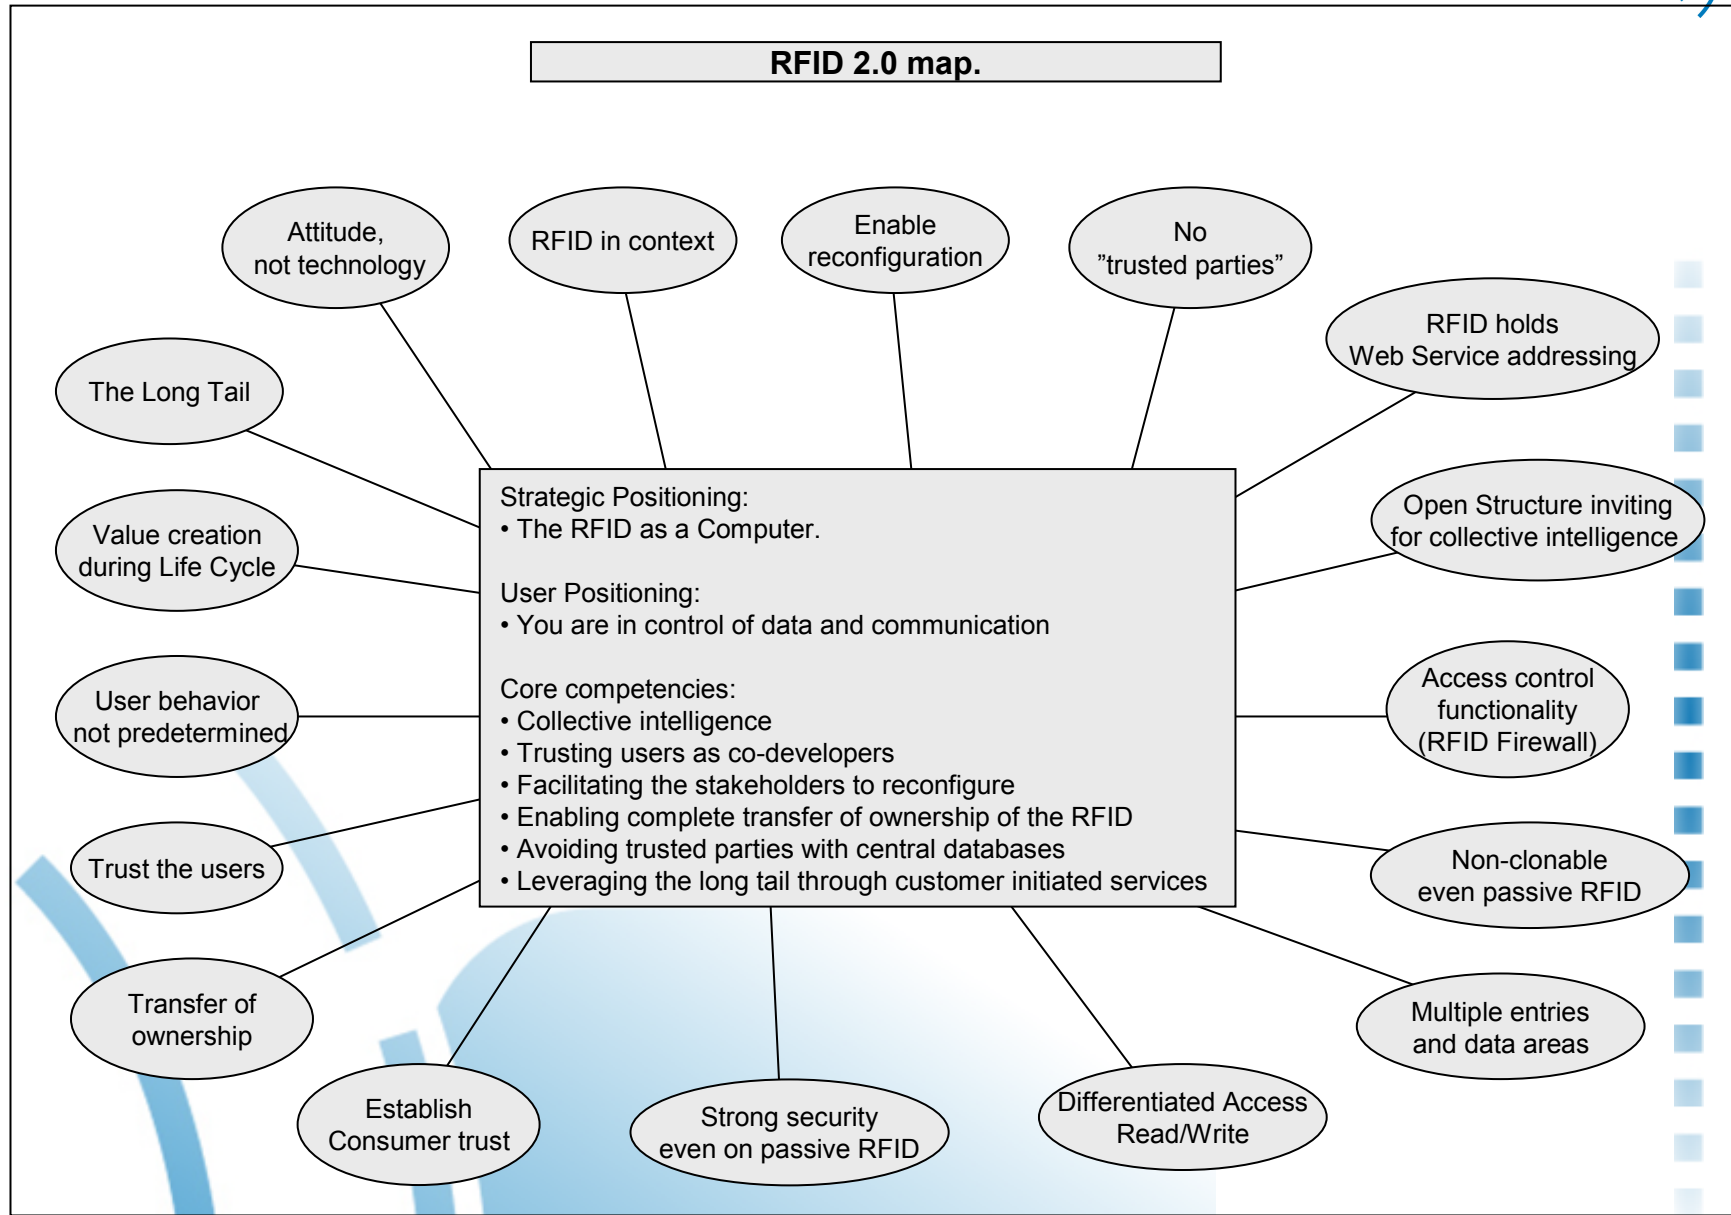 RFID 2.0 map.
Attitude,
not technology
RFID in context
Enable
reconfiguration
No
”trusted parties”
RFID holds
Web Service addressing
The Long Tail
Open Structure inviting
for collective intelligence
Value creation
during Life Cycle
Access control
functionality
(RFID Firewall)
User behavior
not predetermined
Strategic Positioning:
• The RFID as a Computer.
User Positioning:
• You are in control of data and communication
Core competencies:
• Collective intelligence
• Trusting users as co-developers
• Facilitating the stakeholders to reconfigure
• Enabling complete transfer of ownership of the RFID
• Avoiding trusted parties with central databases
• Leveraging the long tail through customer initiated services
Trust the users
Non-clonable
even passive RFID
Transfer of
ownership
Multiple entries
and data areas
Establish
Consumer trust
Strong security
even on passive RFID
Differentiated Access
Read/Write